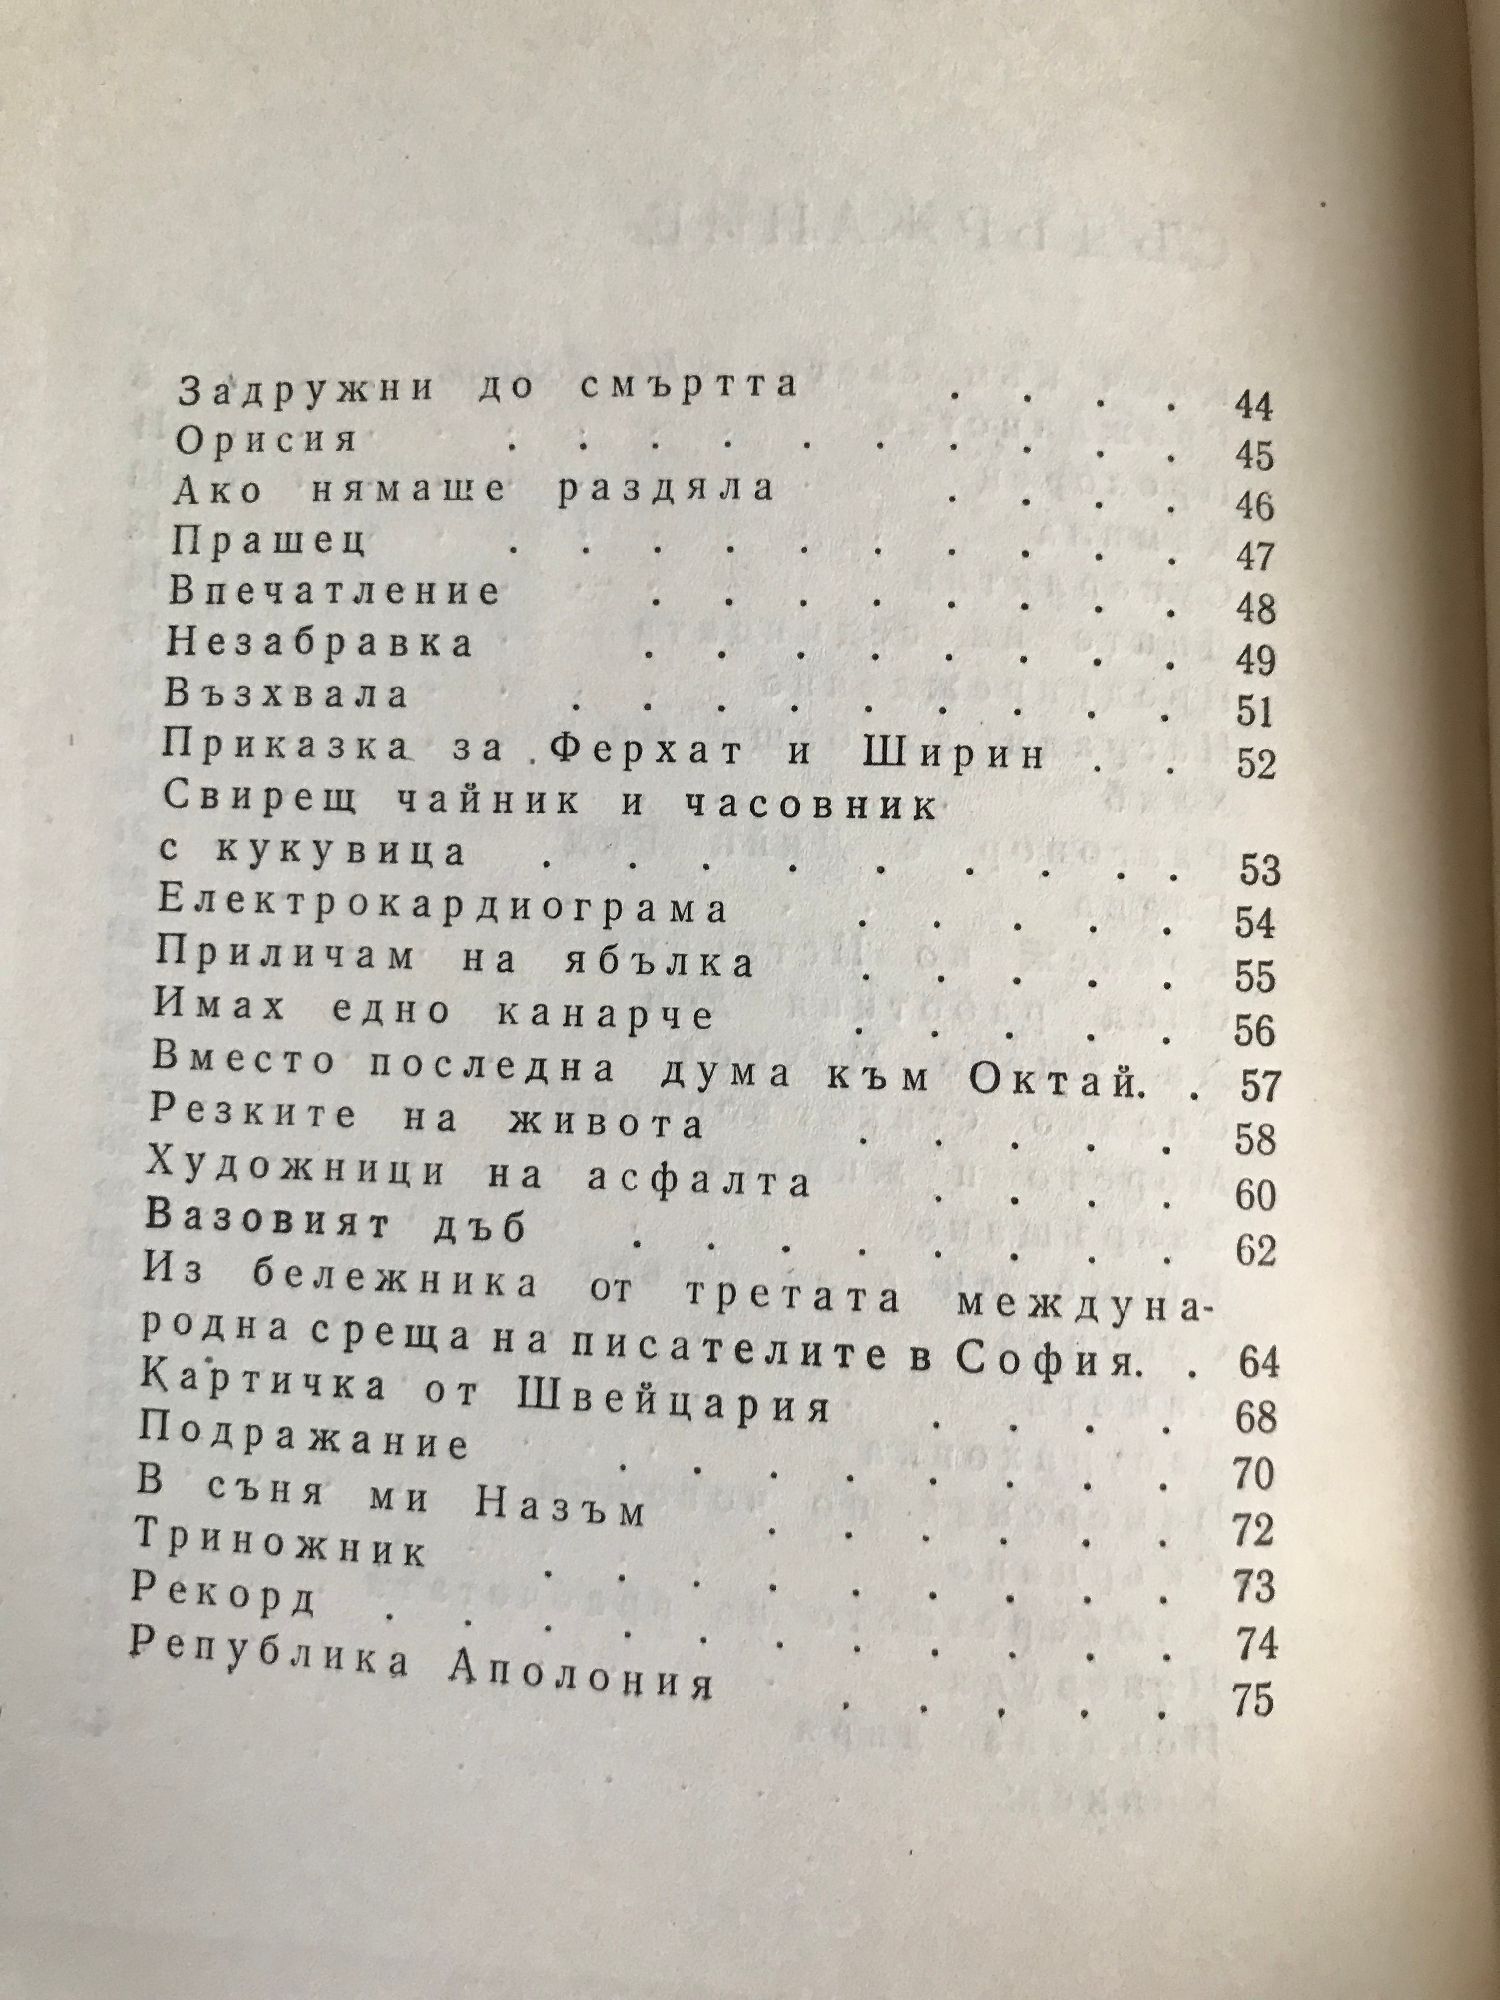 Задружни до смъртта . . . . 44
Орисия . . . . . . . . . . 45
Ако нямаше раздяла . . . . 46
Прашец . . . . . . . . . . 47
Впечатление . . . . . . . . 48
Незабравка . . . . . . . . 49
Възхвала . . . . . . . . . 51
Приказка за Ферхат и Ширин . . 52
Свирещ чайник и часовник
с кукувица . . . . . . . . . 53
Електрокардиограма . . . . . 54
Приличам на ябълка . . . . . 55
Имах едно канарче . . . . . 56
Вместо последна дума към Октай. . 57
Резките на живота . . . . . 58
Художници на асфалта . . . . 60
Вазовият дъб . . . . . . . . 62
Из бележника от третата междуна-
родна среща на писателите в София. . 64
Картичка от Швейцария . . . . 68
Подражание . . . . . . . . 70
В съня ми Назъм . . . . . . 72
Триножник . . . . . . . . . 73
Рекорд . . . . . . . . . . . 74
Република Аполония . . . . . 75